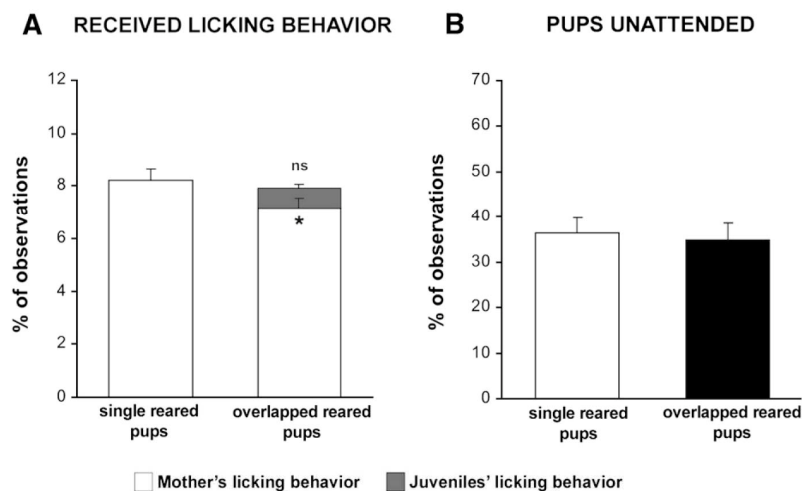 A RECEIVED LICKING BEHAVIOR
% of observations
12
10
8
6
4
2
0
ns
*
single reared
pups
overlapped reared
pups
B PUPS UNATTENDED
% of observations
70
60
50
40
30
20
10
0
single reared
pups
overlapped reared
pups
Mother's licking behavior
Juveniles' licking behavior